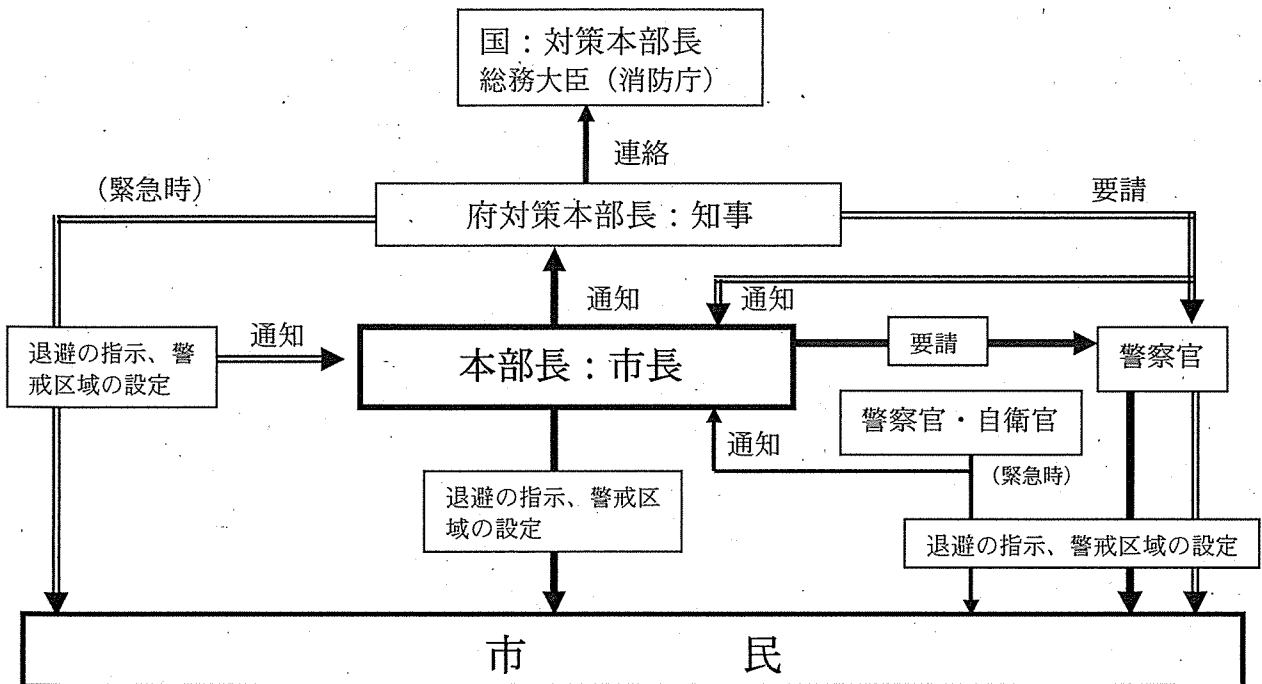 国：対策本部長
総務大臣（消防庁）
連絡
（緊急時）
要請
府対策本部長：知事
通知
通知
退避の指示、警
戒区域の設定
通知
本部長：市長
要請
警察官
警察官・自衛官
通知
（緊急時）
退避の指示、警戒区
域の設定
退避の指示、警戒区域の設定
市　民